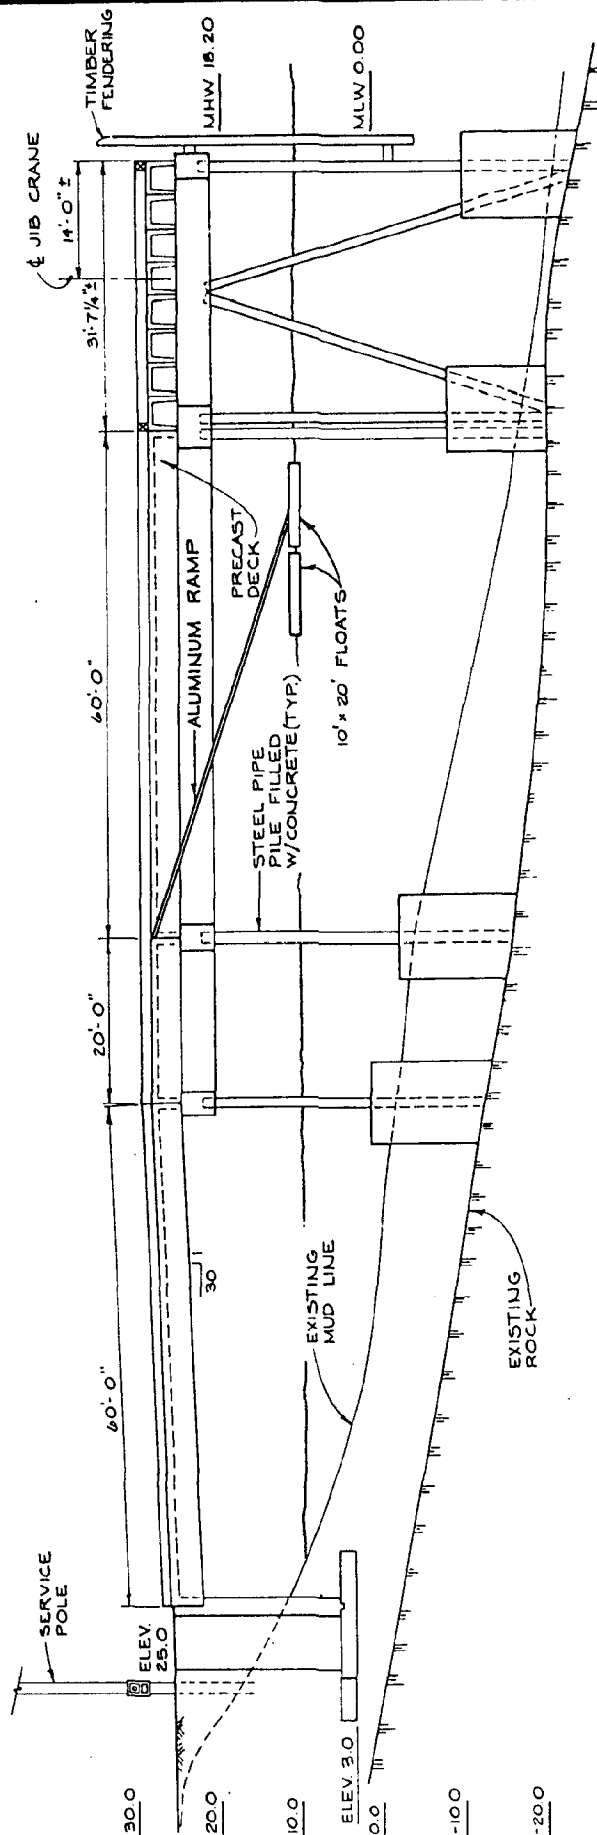 TIMBER
FENDERING
MHW 18.20
MLW 0.00
℄ JIB CRANE
14'-0" ±
31'-7 1/4" ±
60'-0"
PRECAST
DECK
ALUMINUM RAMP
10' x 20' FLOATS
STEEL PIPE
PILE FILLED
W/CONCRETE (TYP.)
20'-0"
60'-0"
1
30
EXISTING
MUD LINE
EXISTING
ROCK
SERVICE
POLE
ELEV.
25.0
ELEV. 3.0
30.0
20.0
10.0
0.0
-10.0
-20.0